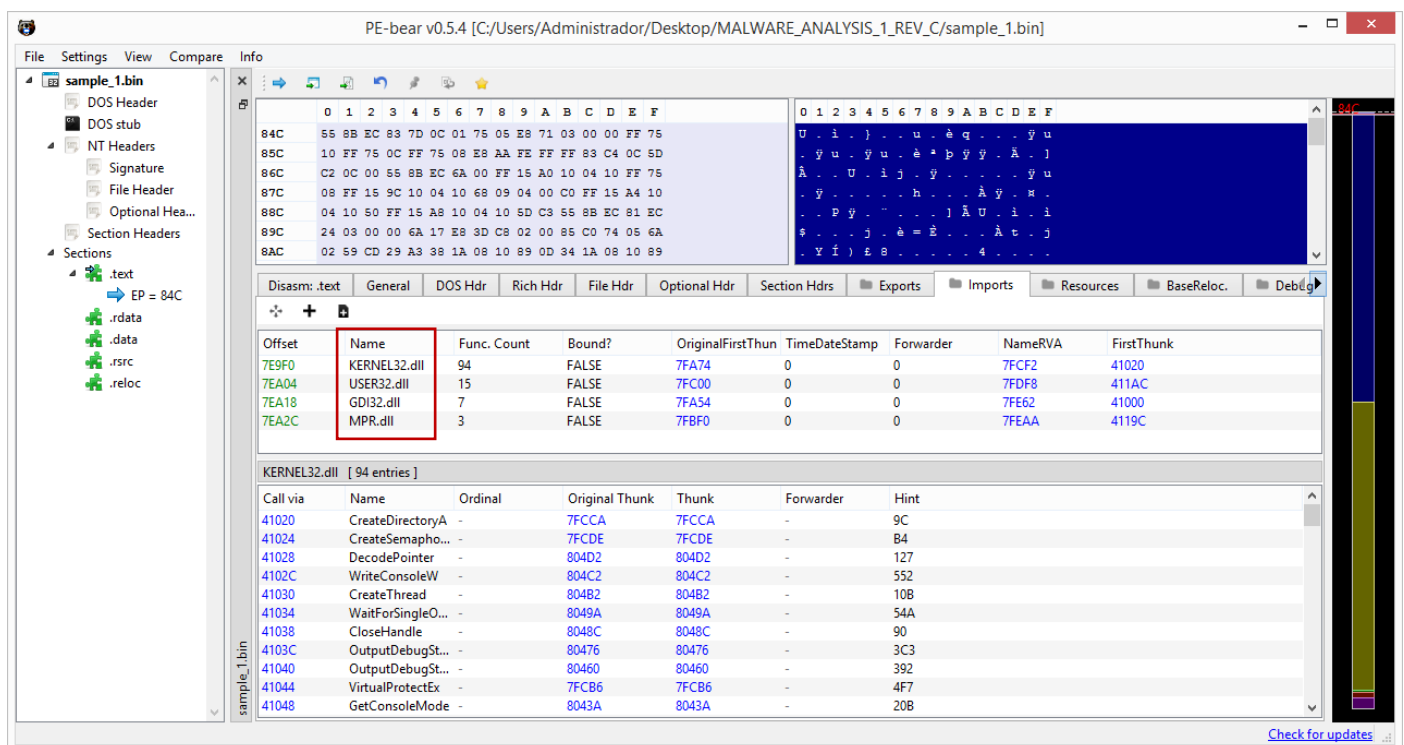 PE-bear v0.5.4 [C:/Users/Administrador/Desktop/MALWARE_ANALYSIS_1_REV_C/sample_1.bin]
File Settings View Compare Info
sample_1.bin
DOS Header
DOS stub
NT Headers
Signature
File Header
Optional Hea...
Section Headers
Sections
.text
EP = 84C
.rdata
.data
.rsrc
.reloc
sample_1.bin
0 1 2 3 4 5 6 7 8 9 A B C D E F 0 1 2 3 4 5 6 7 8 9 A B C D E F
84C 55 8B EC 83 7D 0C 01 75 05 E8 71 03 00 00 FF 75 U . ì . } . . u . è q . . . ÿ u
85C 10 FF 75 0C FF 75 08 E8 AA FE FF FF 83 C4 0C 5D . ÿ u . ÿ u . è ª þ ÿ ÿ . Ä . ]
86C C2 0C 00 55 8B EC 6A 00 FF 15 A0 10 04 10 FF 75 Â . . U . ì j . ÿ . . . . . ÿ u
87C 08 FF 15 9C 10 04 10 68 09 04 00 C0 FF 15 A4 10 . ÿ . . . . . h . . . À ÿ . ¤ .
88C 04 10 50 FF 15 A8 10 04 10 5D C3 55 8B EC 81 EC . . P ÿ . ¨ . . . ] Ã U . ì . ì
89C 24 03 00 00 6A 17 E8 3D C8 02 00 85 C0 74 05 6A $ . . . j . è = È . . . À t . j
8AC 02 59 CD 29 A3 38 1A 08 10 89 0D 34 1A 08 10 89 . Y Í ) £ 8 . . . . . 4 . . . .
84C
Disasm: .text General DOS Hdr Rich Hdr File Hdr Optional Hdr Section Hdrs Exports Imports Resources BaseReloc. Debug
Offset Name Func. Count Bound? OriginalFirstThun TimeDateStamp Forwarder NameRVA FirstThunk
7E9F0 KERNEL32.dll 94 FALSE 7FA74 0 0 7FCF2 41020
7EA04 USER32.dll 15 FALSE 7FC00 0 0 7FDF8 411AC
7EA18 GDI32.dll 7 FALSE 7FA54 0 0 7FE62 41000
7EA2C MPR.dll 3 FALSE 7FBF0 0 0 7FEAA 4119C
KERNEL32.dll [ 94 entries ]
Call via Name Ordinal Original Thunk Thunk Forwarder Hint
41020 CreateDirectoryA - 7FCCA 7FCCA - 9C
41024 CreateSemapho... - 7FCDE 7FCDE - B4
41028 DecodePointer - 804D2 804D2 - 127
4102C WriteConsoleW - 804C2 804C2 - 552
41030 CreateThread - 804B2 804B2 - 10B
41034 WaitForSingleO... - 8049A 8049A - 54A
41038 CloseHandle - 8048C 8048C - 90
4103C OutputDebugSt... - 80476 80476 - 3C3
41040 OutputDebugSt... - 80460 80460 - 392
41044 VirtualProtectEx - 7FCB6 7FCB6 - 4F7
41048 GetConsoleMode - 8043A 8043A - 20B
Check for updates